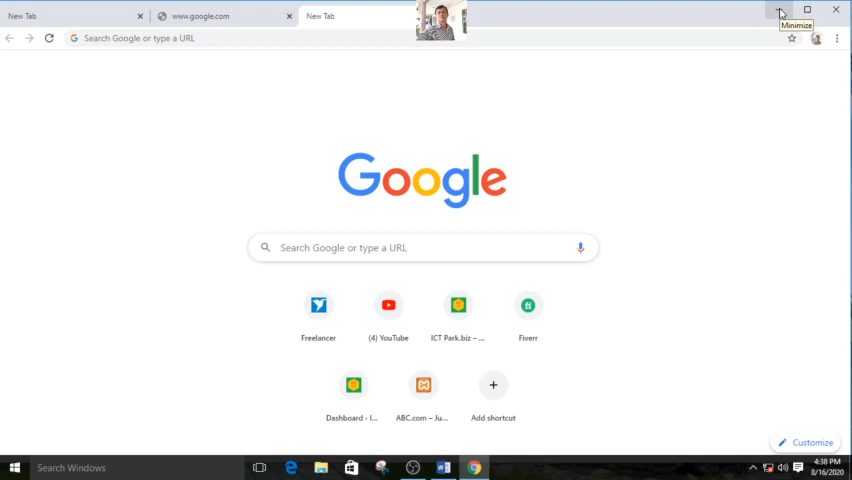 New Tab
www.google.com
New Tab
Minimize
Search Google or type a URL
Google
Search Google or type a URL
Freelancer
(4) YouTube
ICT Park.biz – ...
Fiverr
Dashboard ‹ I...
ABC.com – Ju...
Add shortcut
Customize
Search Windows
4:38 PM
8/16/2020